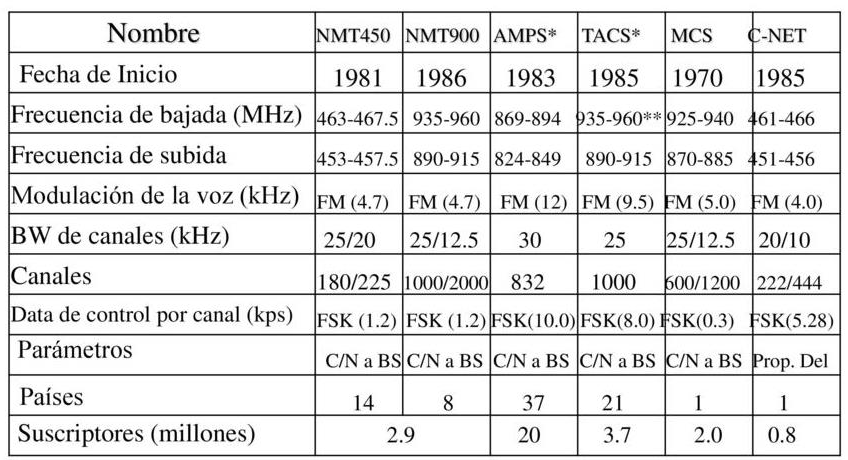 Nombre NMT450 NMT900 AMPS* TACS* MCS C-NET
Fecha de Inicio 1981 1986 1983 1985 1970 1985
Frecuencia de bajada (MHz) 463-467.5 935-960 869-894 935-960** 925-940 461-466
Frecuencia de subida 453-457.5 890-915 824-849 890-915 870-885 451-456
Modulación de la voz (kHz) FM (4.7) FM (4.7) FM (12) FM (9.5) FM (5.0) FM (4.0)
BW de canales (kHz) 25/20 25/12.5 30 25 25/12.5 20/10
Canales 180/225 1000/2000 832 1000 600/1200 222/444
Data de control por canal (kps) FSK (1.2) FSK (1.2) FSK(10.0) FSK(8.0) FSK(0.3) FSK(5.28)
Parámetros C/N a BS C/N a BS C/N a BS C/N a BS C/N a BS Prop. Del
Países 14 8 37 21 1 1
Suscriptores (millones) 2.9 20 3.7 2.0 0.8